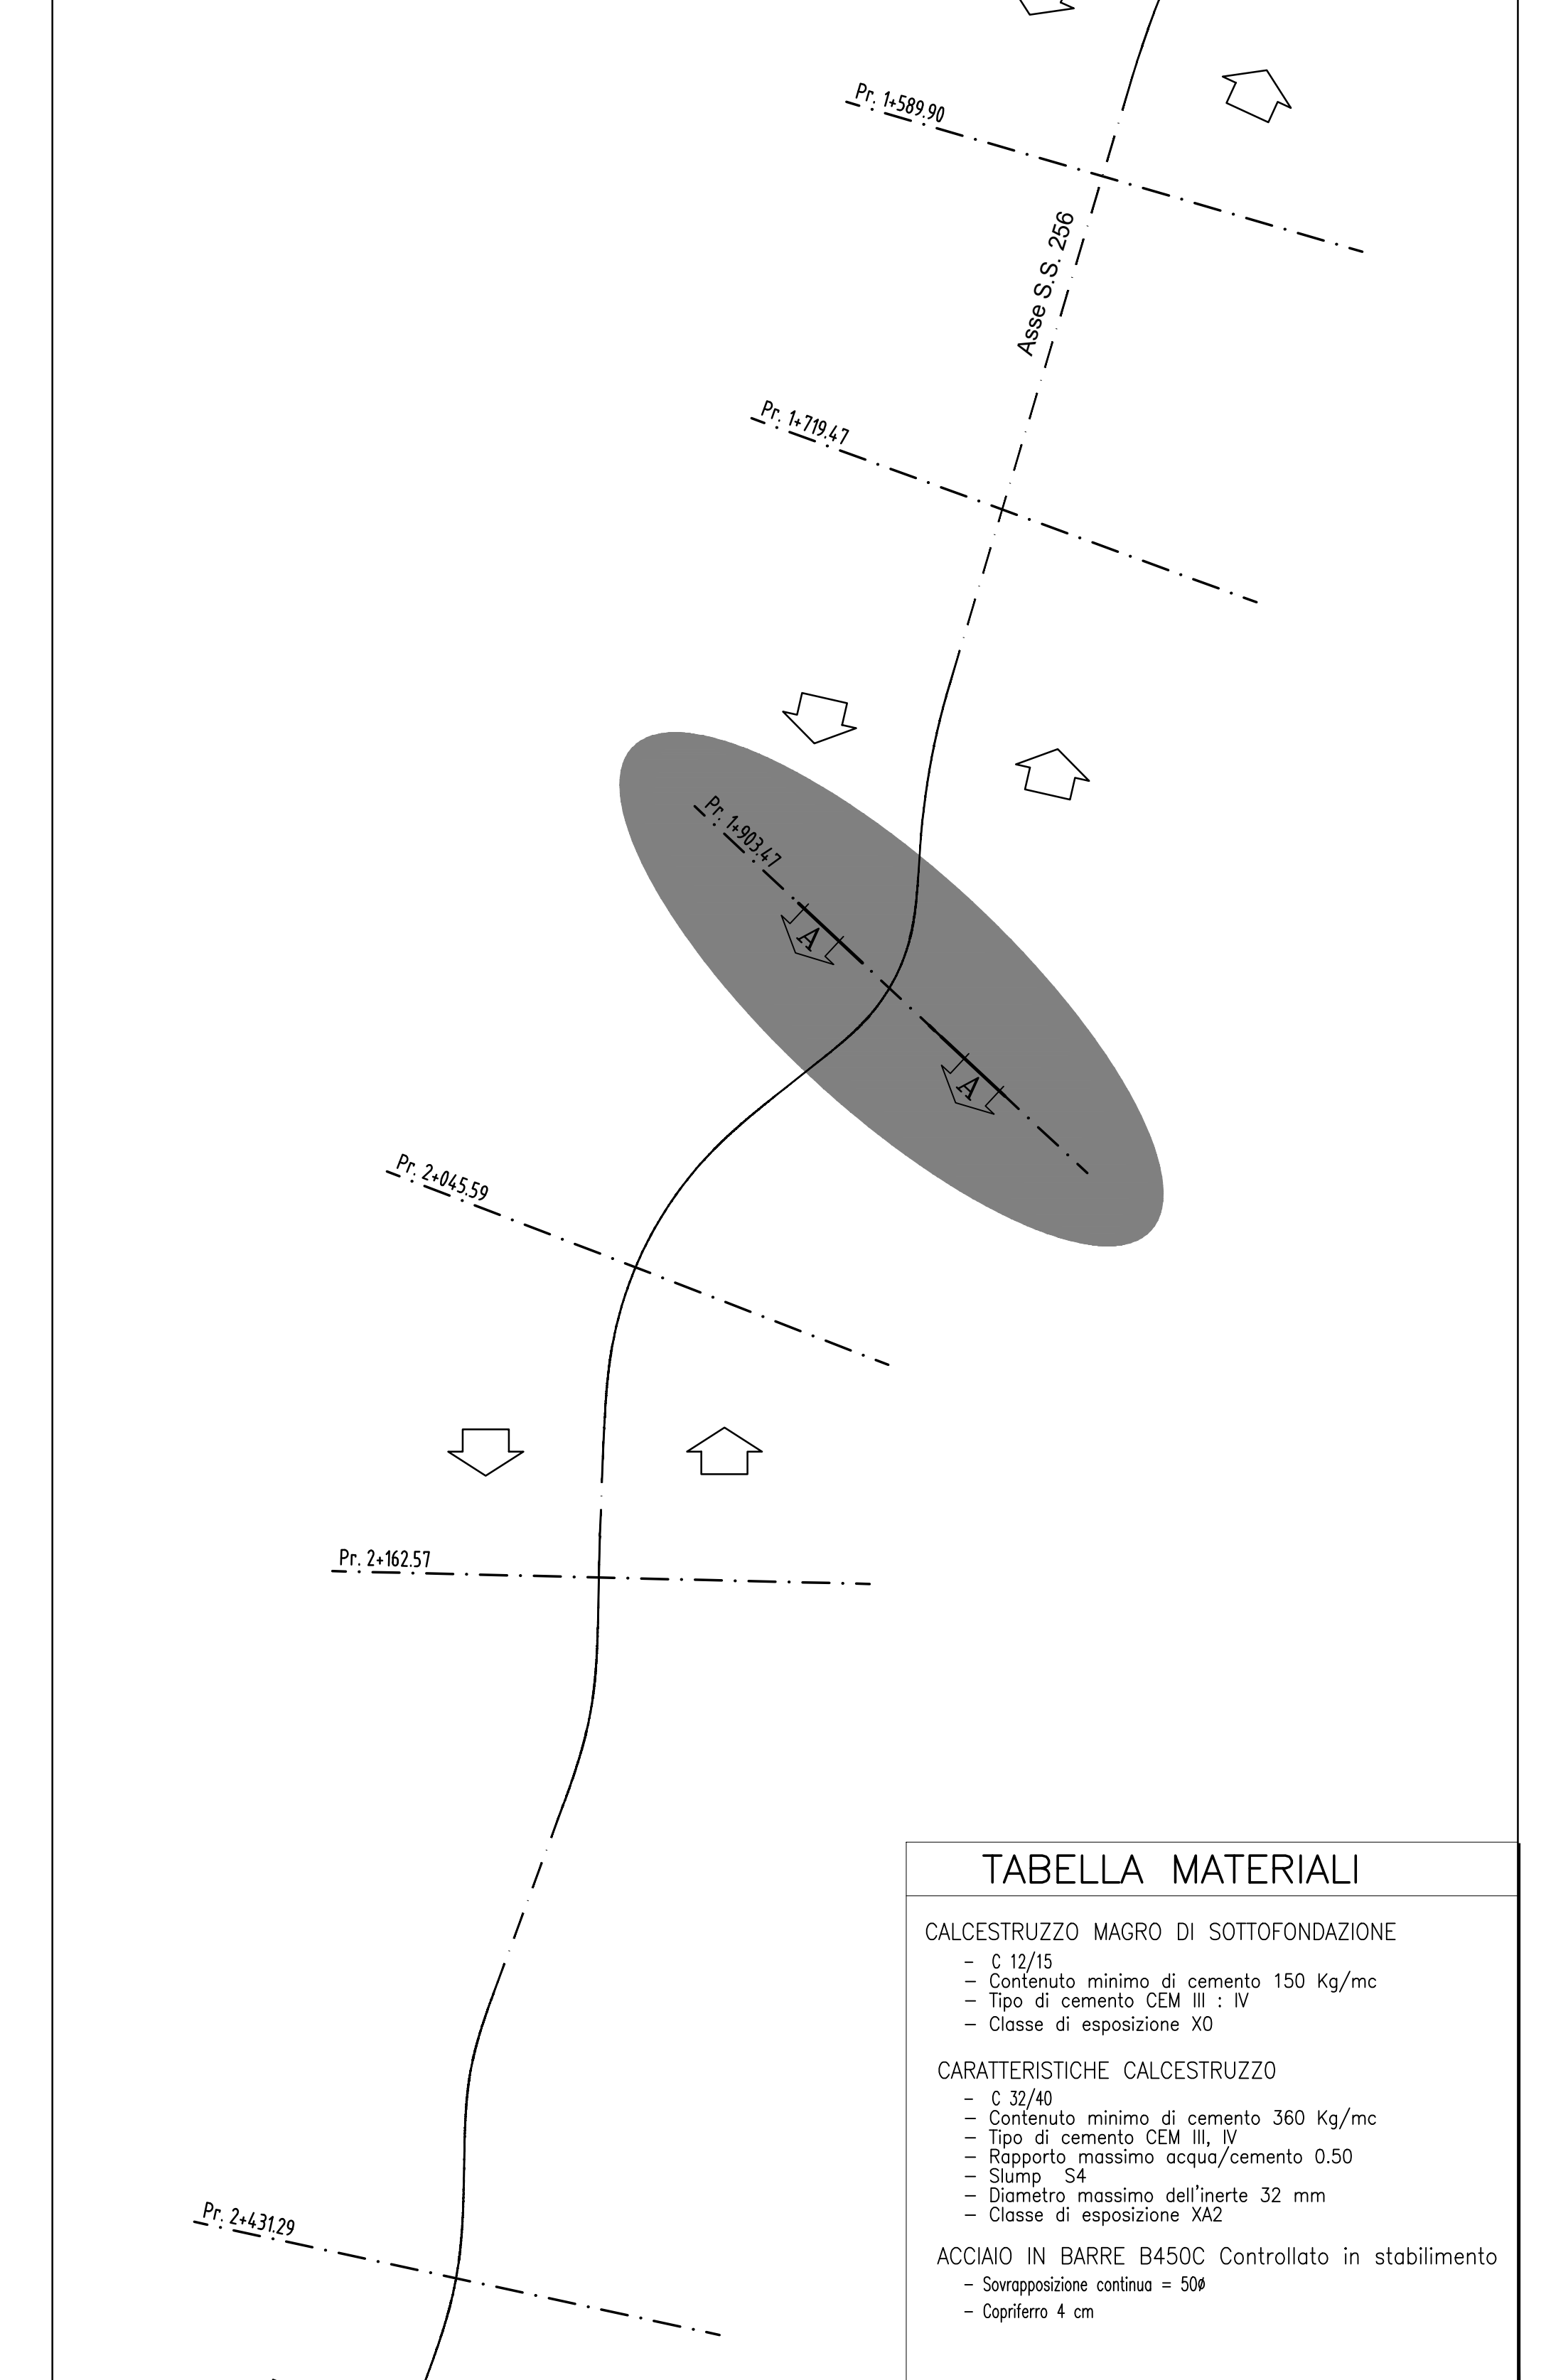 Pr. 1+589.90
Asse S.S. 256
Pr. 1+719.47
Pr. 1+903.47
A
A
Pr. 2+045.59
Pr. 2+162.57
TABELLA MATERIALI
CALCESTRUZZO MAGRO DI SOTTOFONDAZIONE
- C 12/15
- Contenuto minimo di cemento 150 Kg/mc
- Tipo di cemento CEM III : IV
- Classe di esposizione X0
CARATTERISTICHE CALCESTRUZZO
- C 32/40
- Contenuto minimo di cemento 360 Kg/mc
- Tipo di cemento CEM III, IV
- Rapporto massimo acqua/cemento 0.50
- Slump S4
- Diametro massimo dell'inerte 32 mm
- Classe di esposizione XA2
Pr. 2+431.29
ACCIAIO IN BARRE B450C Controllato in stabilimento
- Sovrapposizione continua = 50ø
- Copriferro 4 cm